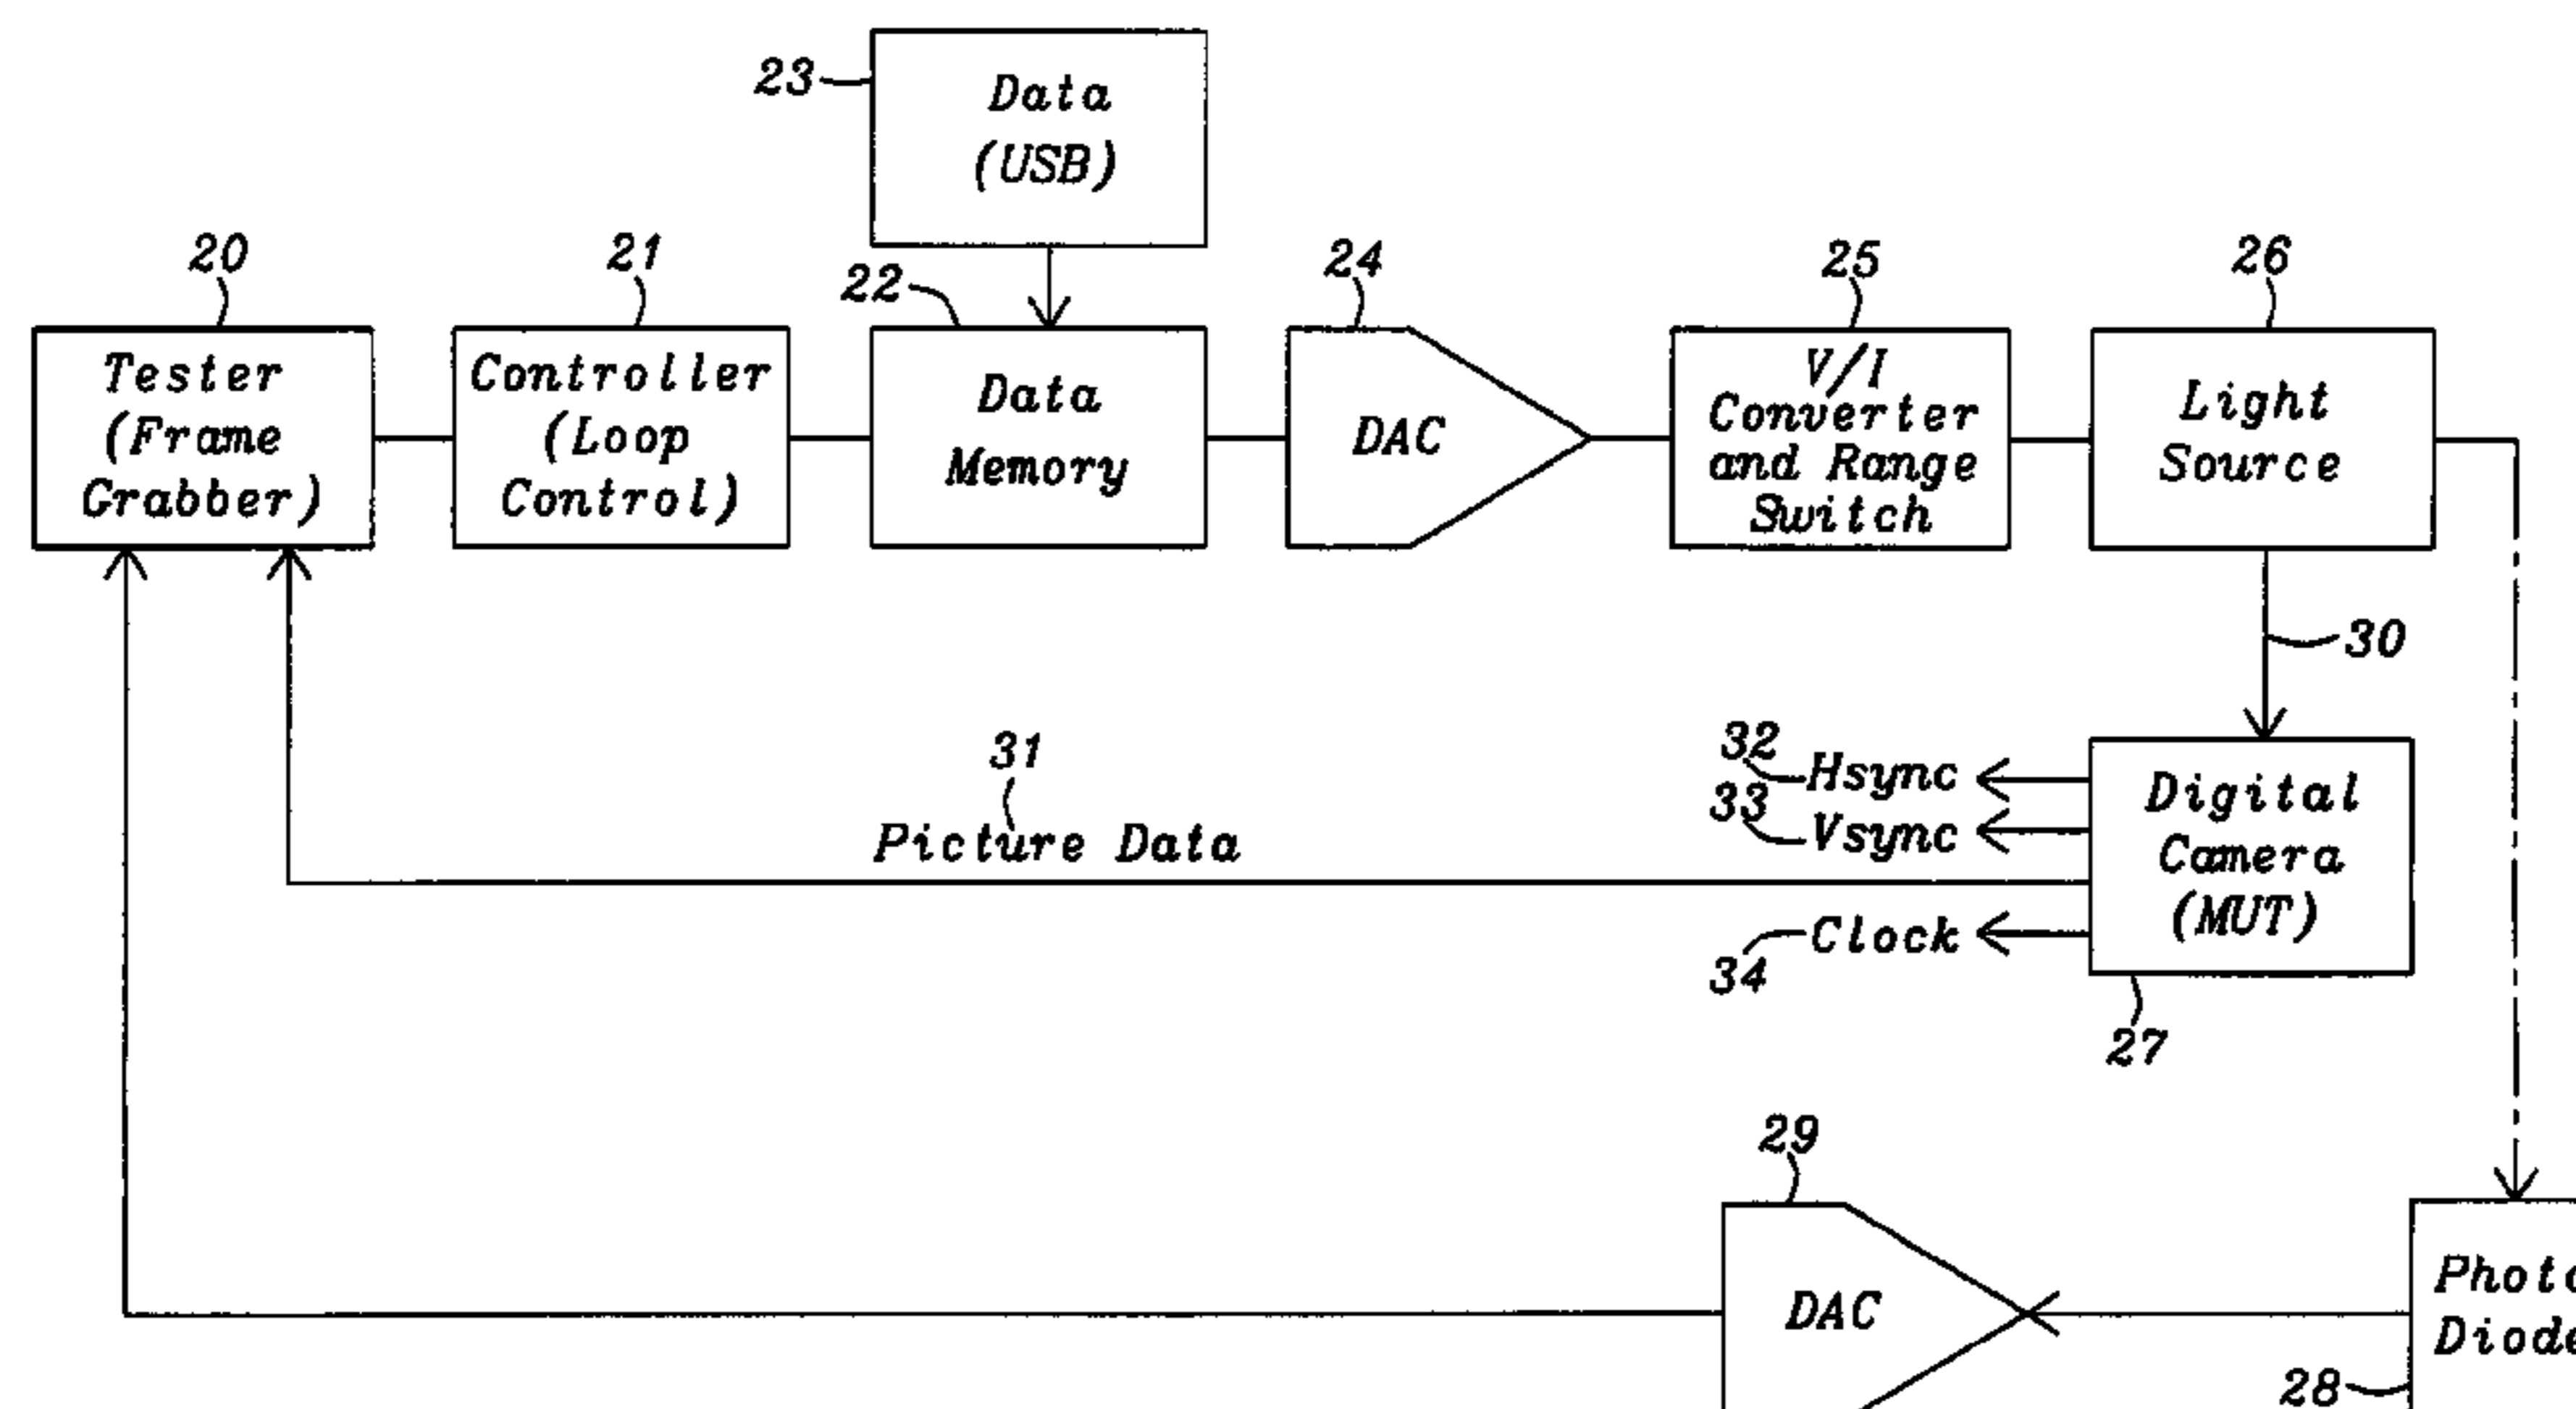 23
Data
(USB)
20
21
22
24
25
26
Tester
(Frame
Grabber)
Controller
(Loop
Control)
Data
Memory
DAC
V/I
Converter
and Range
Switch
Light
Source
30
31
Picture Data
32
Hsync
33
Vsync
Clock
34
Digital
Camera
(MUT)
27
29
DAC
Photo
Diode
28